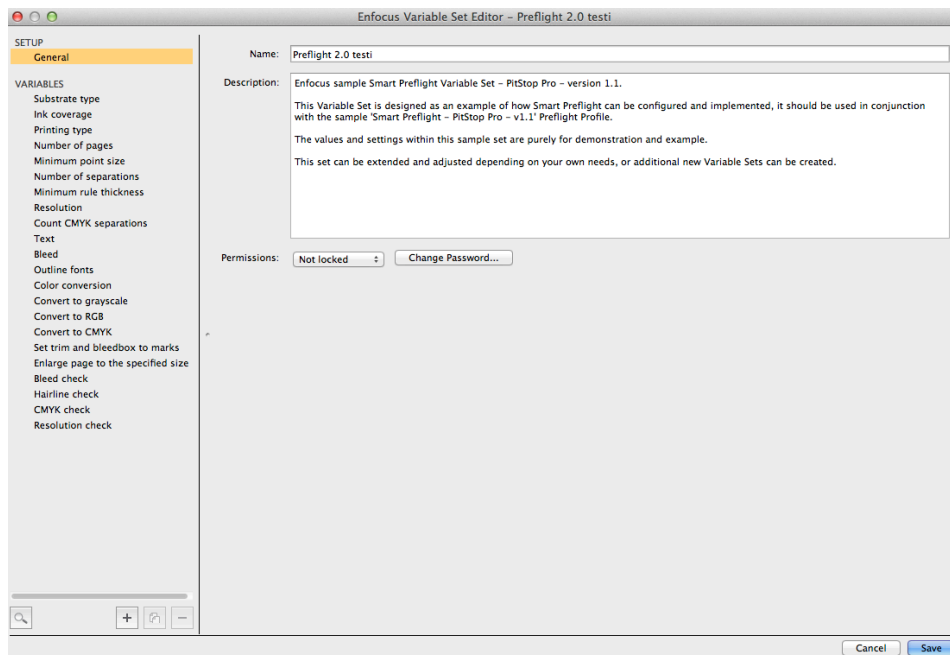 Enfocus Variable Set Editor – Preflight 2.0 testi
SETUP
General
VARIABLES
Substrate type
Ink coverage
Printing type
Number of pages
Minimum point size
Number of separations
Minimum rule thickness
Resolution
Count CMYK separations
Text
Bleed
Outline fonts
Color conversion
Convert to grayscale
Convert to RGB
Convert to CMYK
Set trim and bleedbox to marks
Enlarge page to the specified size
Bleed check
Hairline check
CMYK check
Resolution check
Name: Preflight 2.0 testi
Description: Enfocus sample Smart Preflight Variable Set – PitStop Pro – version 1.1.
This Variable Set is designed as an example of how Smart Preflight can be configured and implemented, it should be used in conjunction
with the sample 'Smart Preflight – PitStop Pro – v1.1' Preflight Profile.
The values and settings within this sample set are purely for demonstration and example.
This set can be extended and adjusted depending on your own needs, or additional new Variable Sets can be created.
Permissions: Not locked Change Password...
Cancel Save